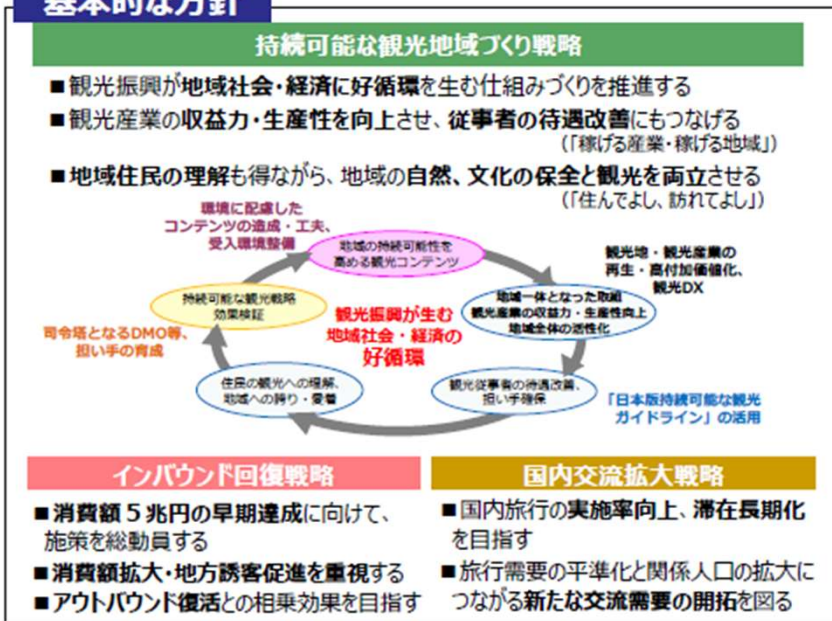 基本的な方針
持続可能な観光地域づくり戦略
■観光振興が地域社会・経済に好循環を生む仕組みづくりを推進する
■観光産業の収益力・生産性を向上させ、従事者の待遇改善にもつなげる
(「稼げる産業・稼げる地域」)
■地域住民の理解も得ながら、地域の自然、文化の保全と観光を両立させる
(「住んでよし、訪れてよし」)
環境に配慮した
コンテンツの造成・工夫、
受入環境整備
地域の持続可能性を
高める観光コンテンツ
観光地・観光産業の
再生・高付加価値化、
観光DX
持続可能な観光戦略
効果検証
観光振興が生む
地域社会・経済の
好循環
地域一体となった取組
観光産業の収益力・生産性向上
地域全体の活性化
司令塔となるDMO等、
担い手の育成
住民の観光への理解、
地域への誇り・愛着
観光従事者の待遇改善、
担い手確保
「日本版持続可能な観光
ガイドライン」の活用
インバウンド回復戦略
■消費額5兆円の早期達成に向けて、
施策を総動員する
■消費額拡大・地方誘客促進を重視する
■アウトバウンド復活との相乗効果を目指す
国内交流拡大戦略
■国内旅行の実施率向上、滞在長期化
を目指す
■旅行需要の平準化と関係人口の拡大に
つながる新たな交流需要の開拓を図る